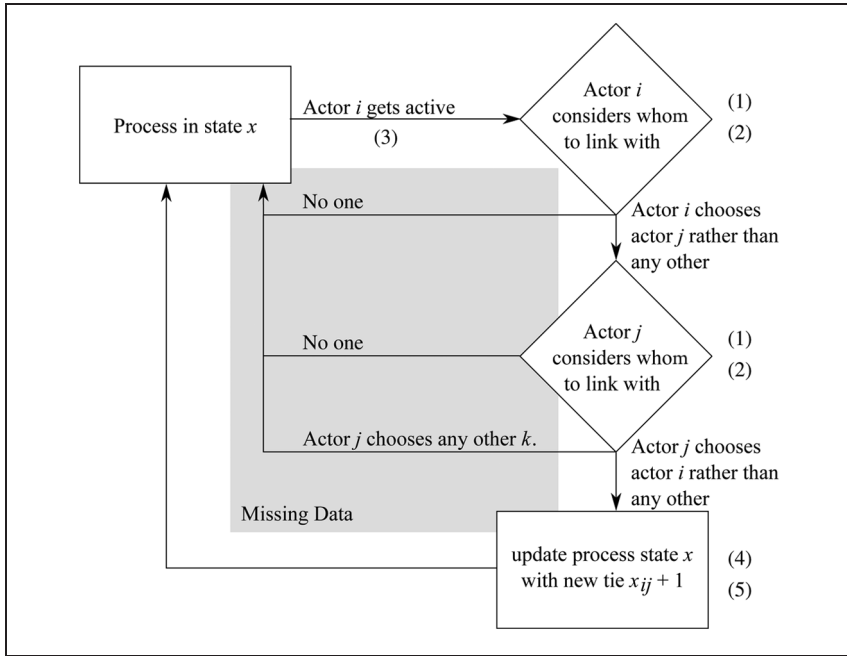 Process in state x
Actor i gets active
(3)
Actor i
considers whom
to link with
(1)
(2)
No one
Actor i chooses
actor j rather than
any other
No one
Actor j
considers whom
to link with
(1)
(2)
Actor j chooses any other k.
Actor j chooses
actor i rather than
any other
Missing Data
update process state x
with new tie xij + 1
(4)
(5)